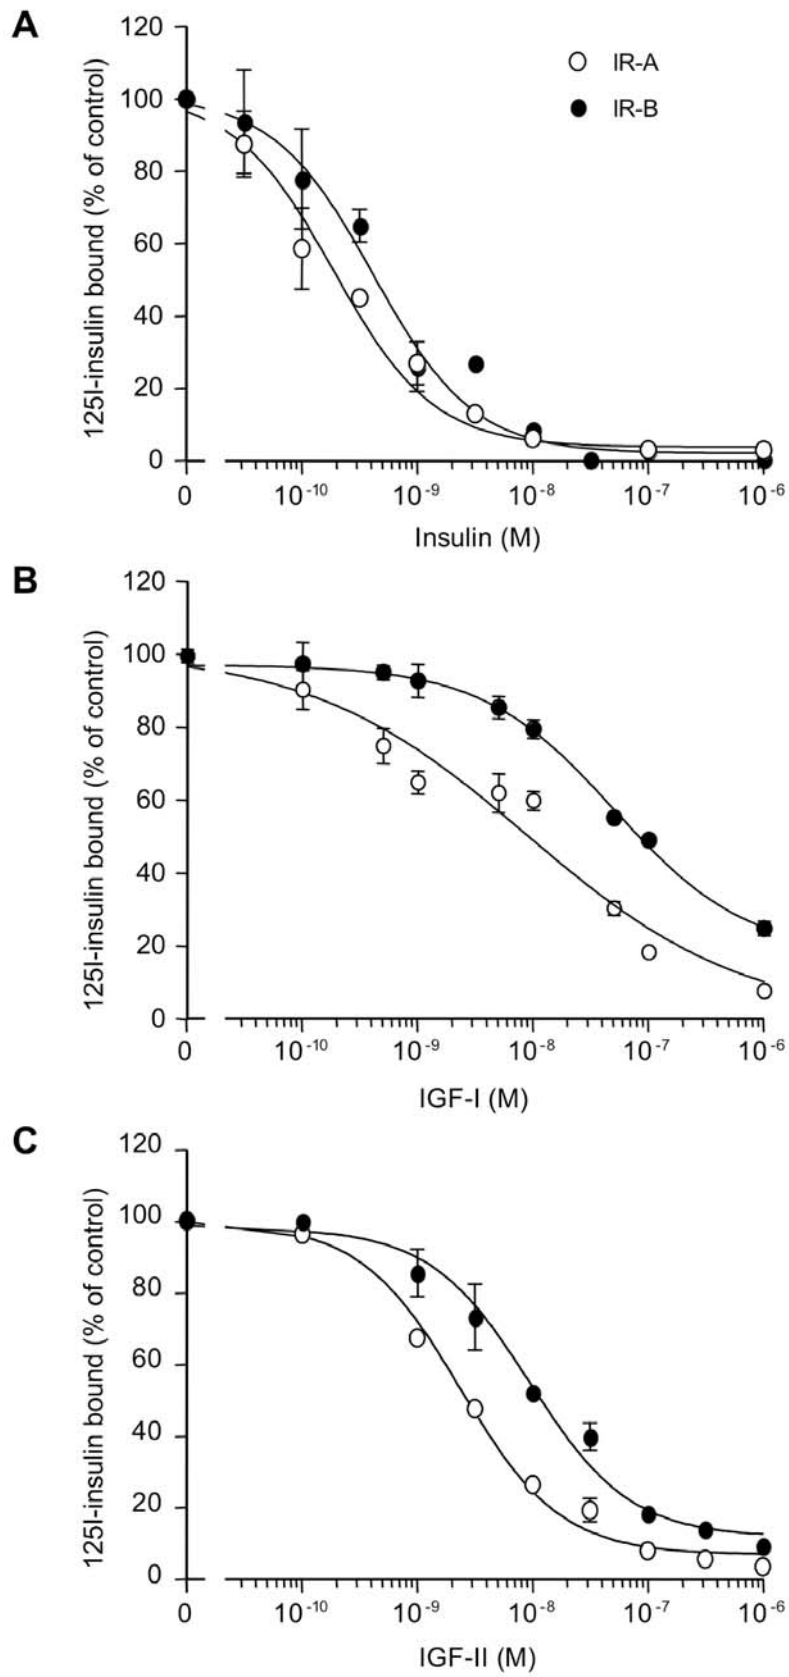 A
120
100
80
60
40
20
0
125I-insulin bound (% of control)
IR-A
IR-B
0 10⁻¹⁰ 10⁻⁹ 10⁻⁸ 10⁻⁷ 10⁻⁶
Insulin (M)
B
120
100
80
60
40
20
0
125I-insulin bound (% of control)
0 10⁻¹⁰ 10⁻⁹ 10⁻⁸ 10⁻⁷ 10⁻⁶
IGF-I (M)
C
120
100
80
60
40
20
0
125I-insulin bound (% of control)
0 10⁻¹⁰ 10⁻⁹ 10⁻⁸ 10⁻⁷ 10⁻⁶
IGF-II (M)